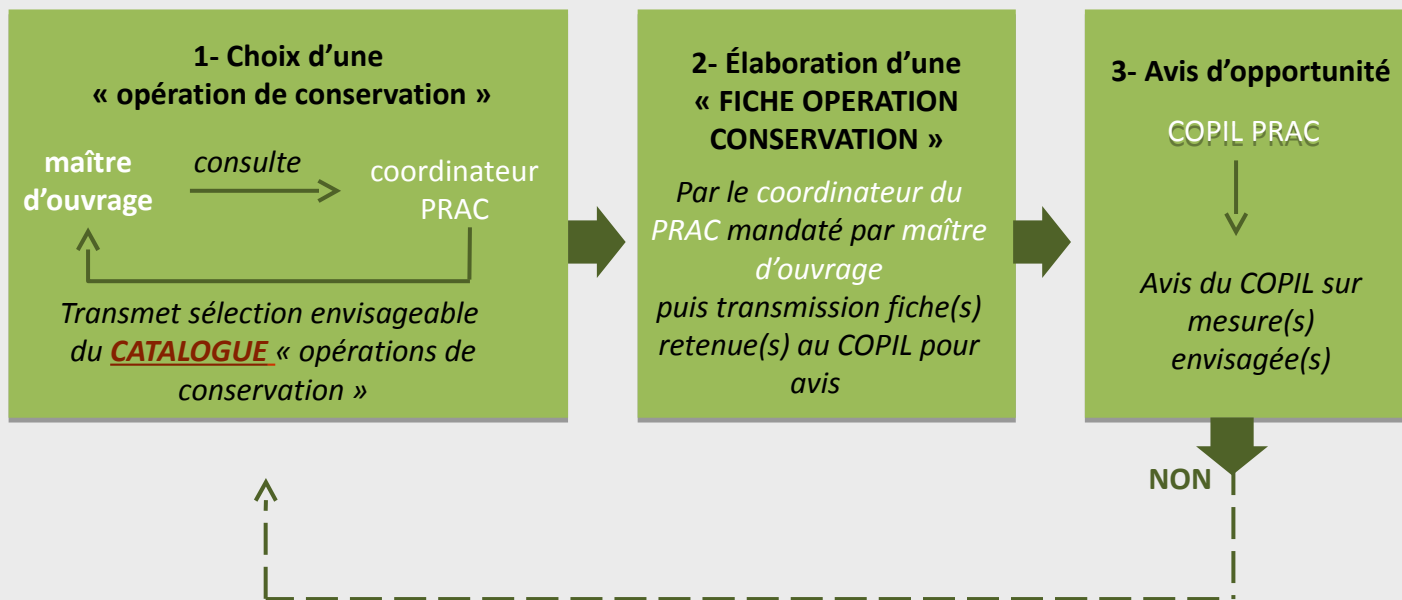 1- Choix d’une
« opération de conservation »
maître
d’ouvrage
consulte
coordinateur
PRAC
Transmet sélection envisageable
du CATALOGUE « opérations de
conservation »
2- Élaboration d’une
« FICHE OPERATION
CONSERVATION »
Par le coordinateur du
PRAC mandaté par maître
d’ouvrage
puis transmission fiche(s)
retenue(s) au COPIL pour
avis
3- Avis d’opportunité
COPIL PRAC
Avis du COPIL sur
mesure(s)
envisagée(s)
NON